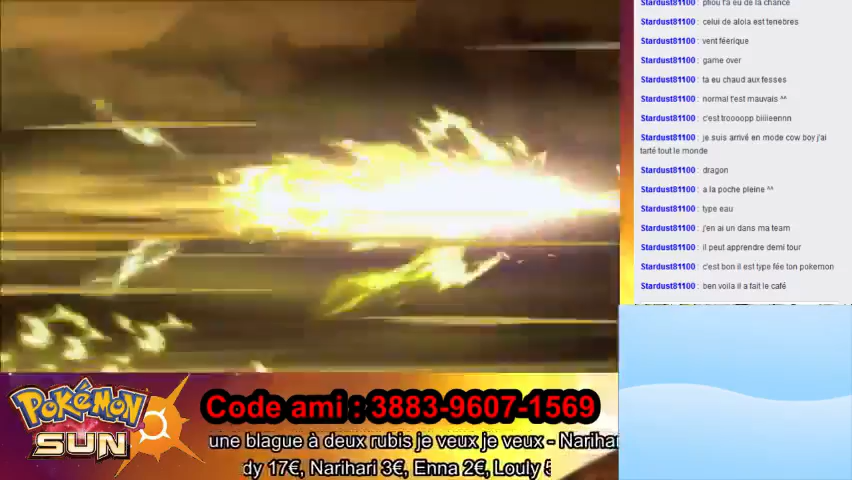 Stardust81100 : pfiou t'a eu de la chance
Stardust81100 : celui de alola est tenebres
Stardust81100 : vent féerique
Stardust81100 : game over
Stardust81100 : ta eu chaud aux fesses
Stardust81100 : normal t'est mauvais ^^
Stardust81100 : c'est troooopp biiiieennn
Stardust81100 : je suis arrivé en mode cow boy j'ai
tarté tout le monde
Stardust81100 : dragon
Stardust81100 : a la poche pleine ^^
Stardust81100 : type eau
Stardust81100 : j'en ai un dans ma team
Stardust81100 : il peut apprendre demi tour
Stardust81100 : c'est bon il est type fée ton pokemon
Stardust81100 : ben voila il a fait le café
POKéMON
SUN
Code ami : 3883-9607-1569
une blague à deux rubis je veux je veux - Narihar
dy 17€, Narihari 3€, Enna 2€, Louly